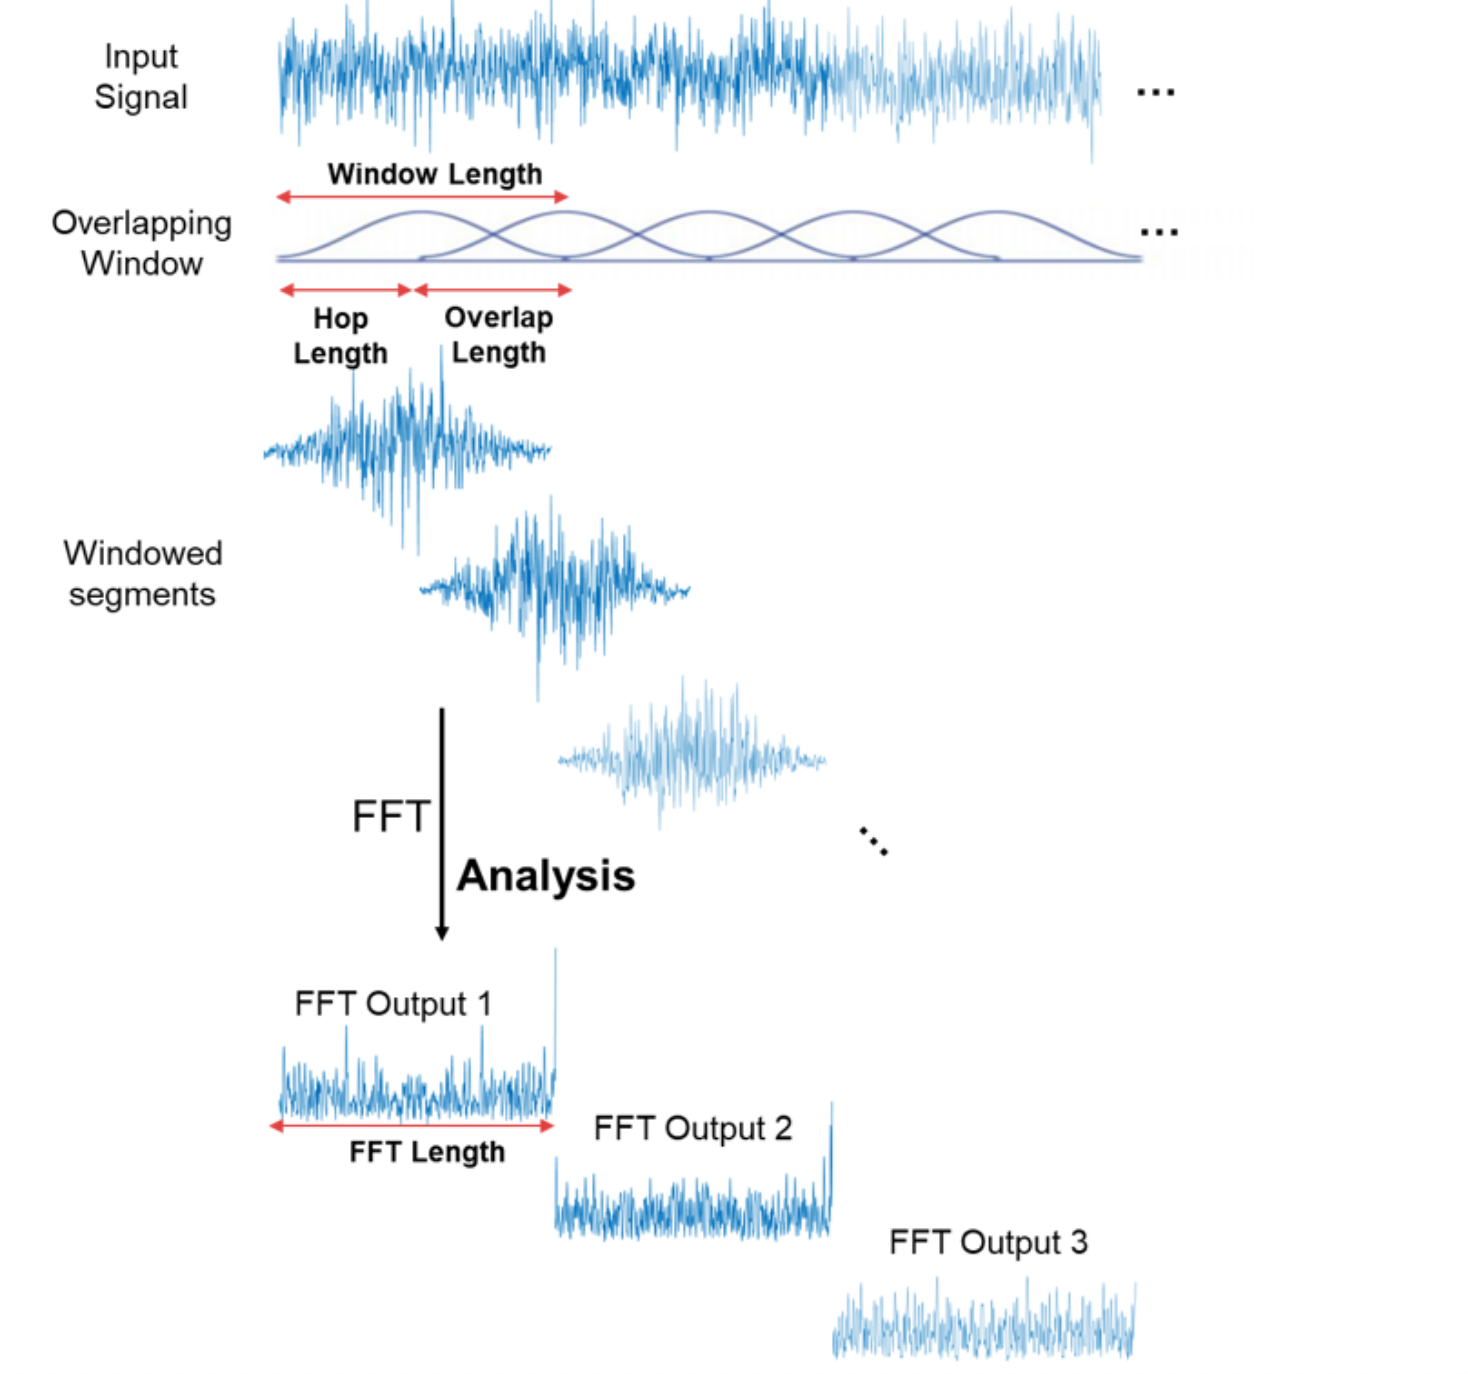 Input
Signal
...
Window Length
Overlapping
Window
...
Hop
Length
Overlap
Length
Windowed
segments
FFT
Analysis
...
FFT Output 1
FFT Length
FFT Output 2
FFT Output 3